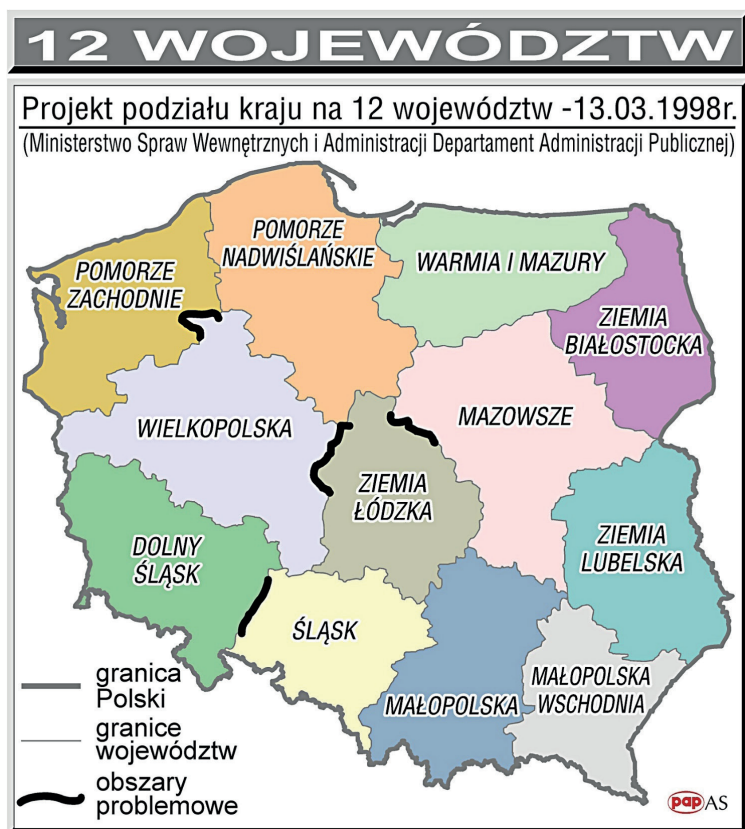 12 WOJEWÓDZTW
Projekt podziału kraju na 12 województw -13.03.1998r.
(Ministerstwo Spraw Wewnętrznych i Administracji Departament Administracji Publicznej)
POMORZE
ZACHODNIE
POMORZE
NADWIŚLAŃSKIE
WARMIA I MAZURY
ZIEMIA
BIAŁOSTOCKA
WIELKOPOLSKA
MAZOWSZE
ZIEMIA
ŁÓDZKA
DOLNY
ŚLĄSK
ZIEMIA
LUBELSKA
ŚLĄSK
MAŁOPOLSKA
MAŁOPOLSKA
WSCHODNIA
granica
Polski
granice
województw
obszary
problemowe
pap AS